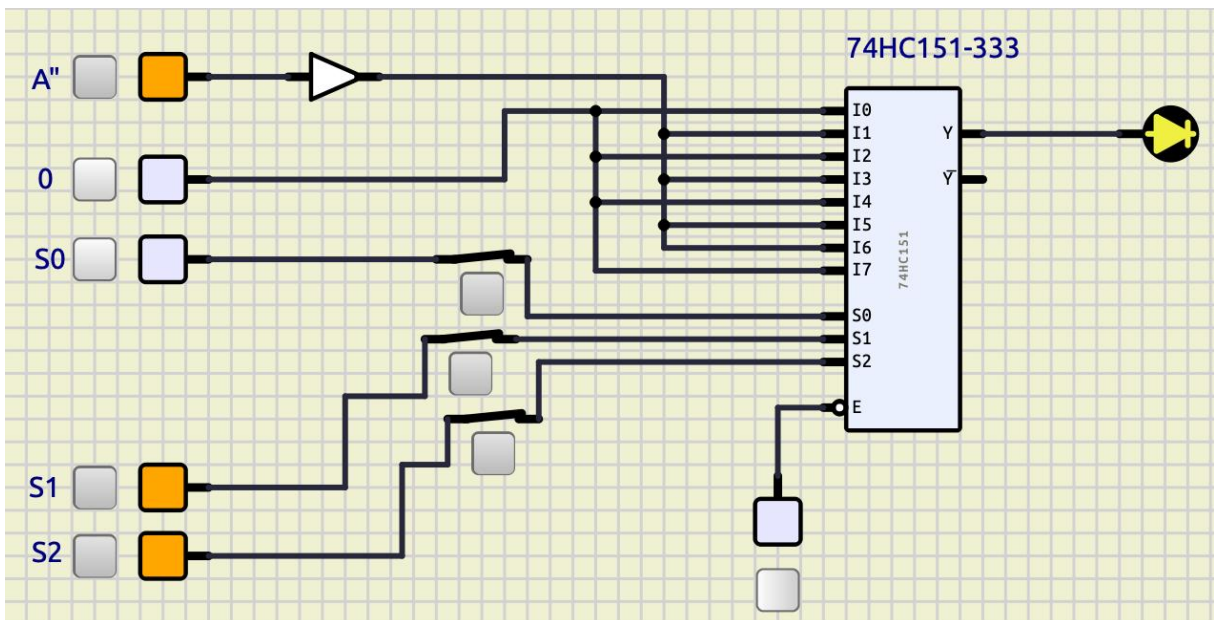 74HC151-333
A"
0
S0
S1
S2
I0
I1
I2
I3
I4
I5
I6
I7
S0
S1
S2
E
Y
Y̅
74HC151